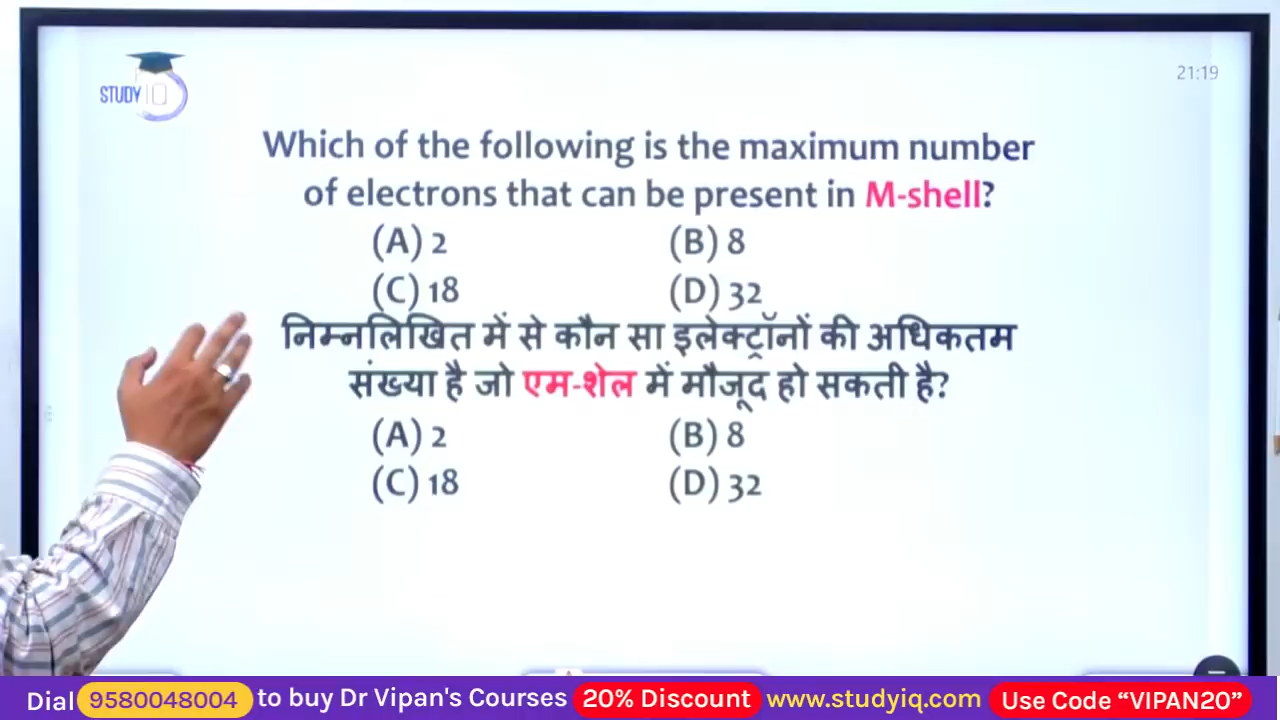 STUDY IQ
21:19
Which of the following is the maximum number
of electrons that can be present in M-shell?
(A) 2 (B) 8
(C) 18 (D) 32
निम्नलिखित में से कौन सा इलेक्ट्रॉनों की अधिकतम
संख्या है जो एम-शेल में मौजूद हो सकती है?
(A) 2 (B) 8
(C) 18 (D) 32
Dial 9580048004 to buy Dr Vipan's Courses 20% Discount www.studyiq.com Use Code “VIPAN20”